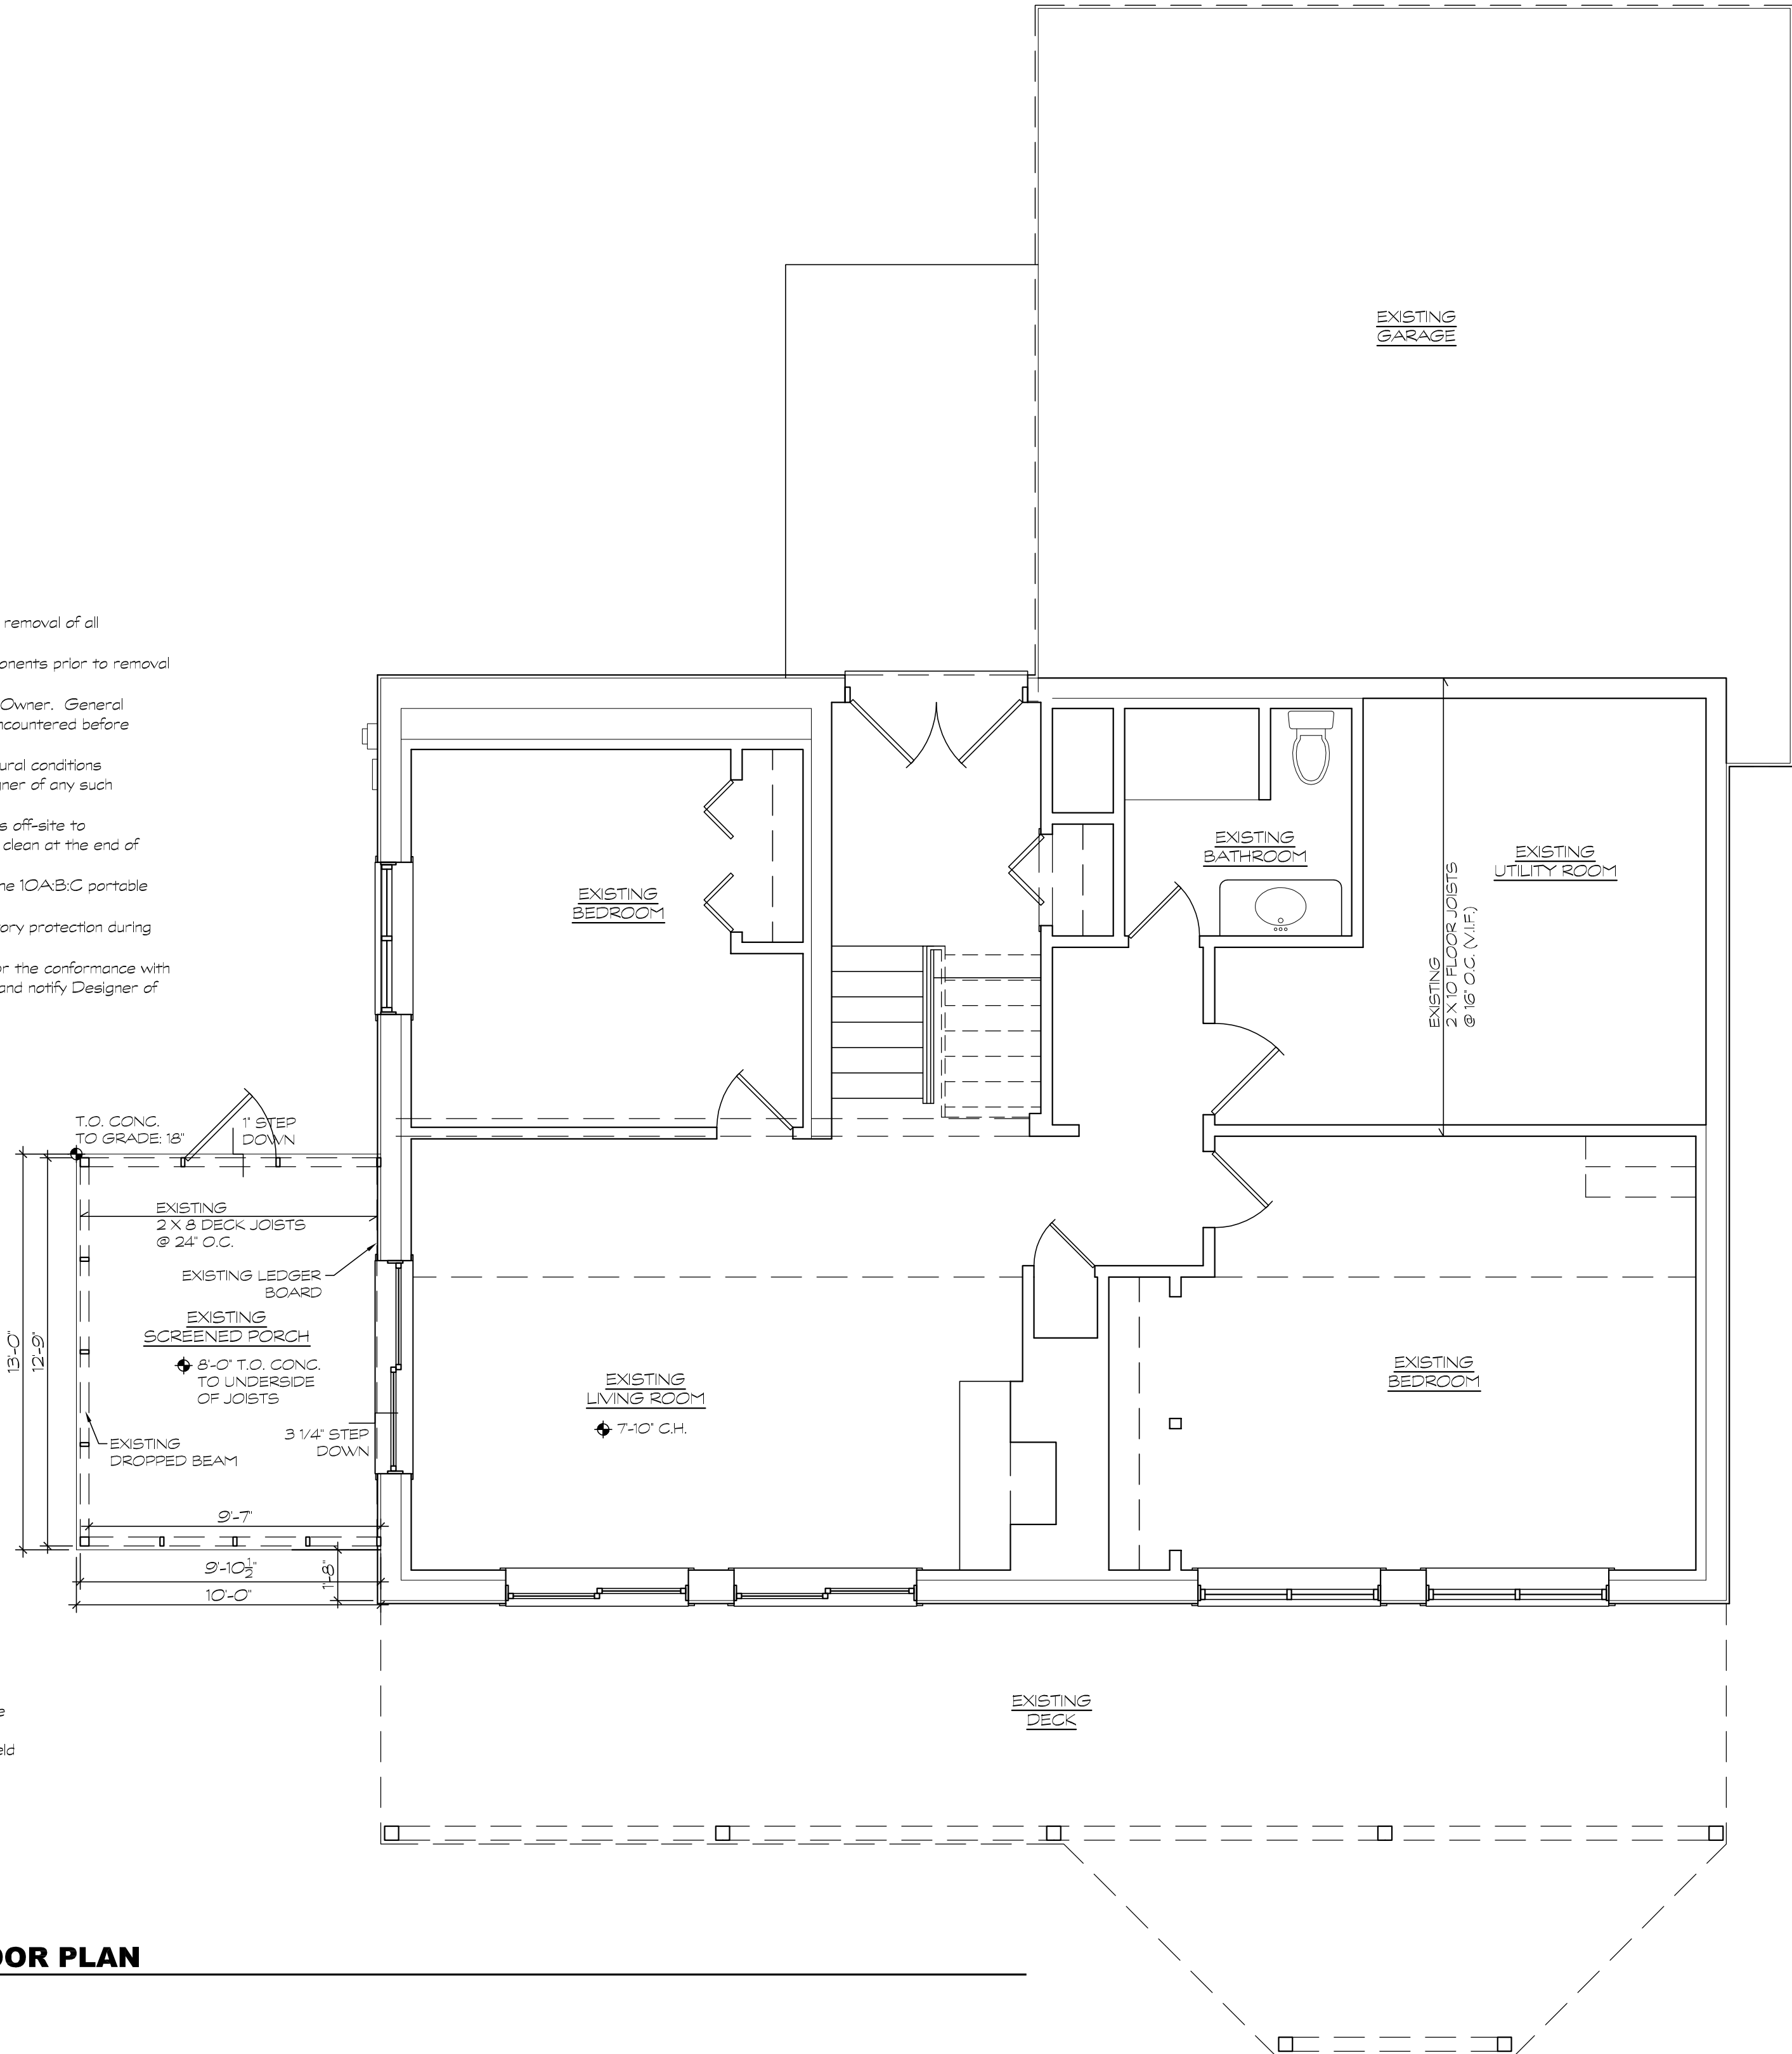 EXISTING
GARAGE
removal of all
onents prior to removal
Owner. General
ncountered before
ural conditions
gner of any such
s off-site to
clean at the end of
ne 10A:B:C portable
ory protection during
or the conformance with
and notify Designer of
EXISTING
BEDROOM
EXISTING
BATHROOM
EXISTING
UTILITY ROOM
EXISTING
2 X 10 FLOOR JOISTS
@ 16" O.C. (V.I.F.)
T.O. CONC.
TO GRADE: 18"
1" STEP
DOWN
EXISTING
2 X 8 DECK JOISTS
@ 24" O.C.
EXISTING LEDGER
BOARD
EXISTING
SCREENED PORCH
8'-0" T.O. CONC.
TO UNDERSIDE
OF JOISTS
13'-0"
12'-9"
3 1/4" STEP
DOWN
EXISTING
DROPPED BEAM
EXISTING
LIVING ROOM
7'-10" C.H.
EXISTING
BEDROOM
9'-7"
9'-10½"
10'-0"
1'-8"
EXISTING
DECK
e
eld
OOR PLAN